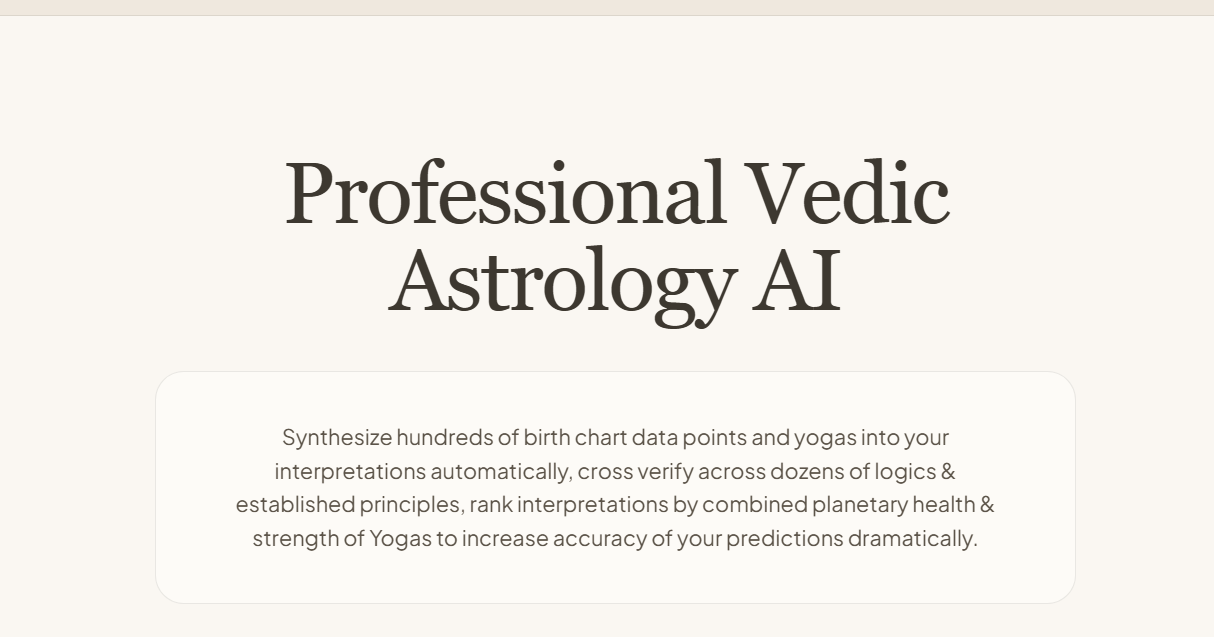 Professional Vedic
Astrology AI
Synthesize hundreds of birth chart data points and yogas into your
interpretations automatically, cross verify across dozens of logics &
established principles, rank interpretations by combined planetary health &
strength of Yogas to increase accuracy of your predictions dramatically.